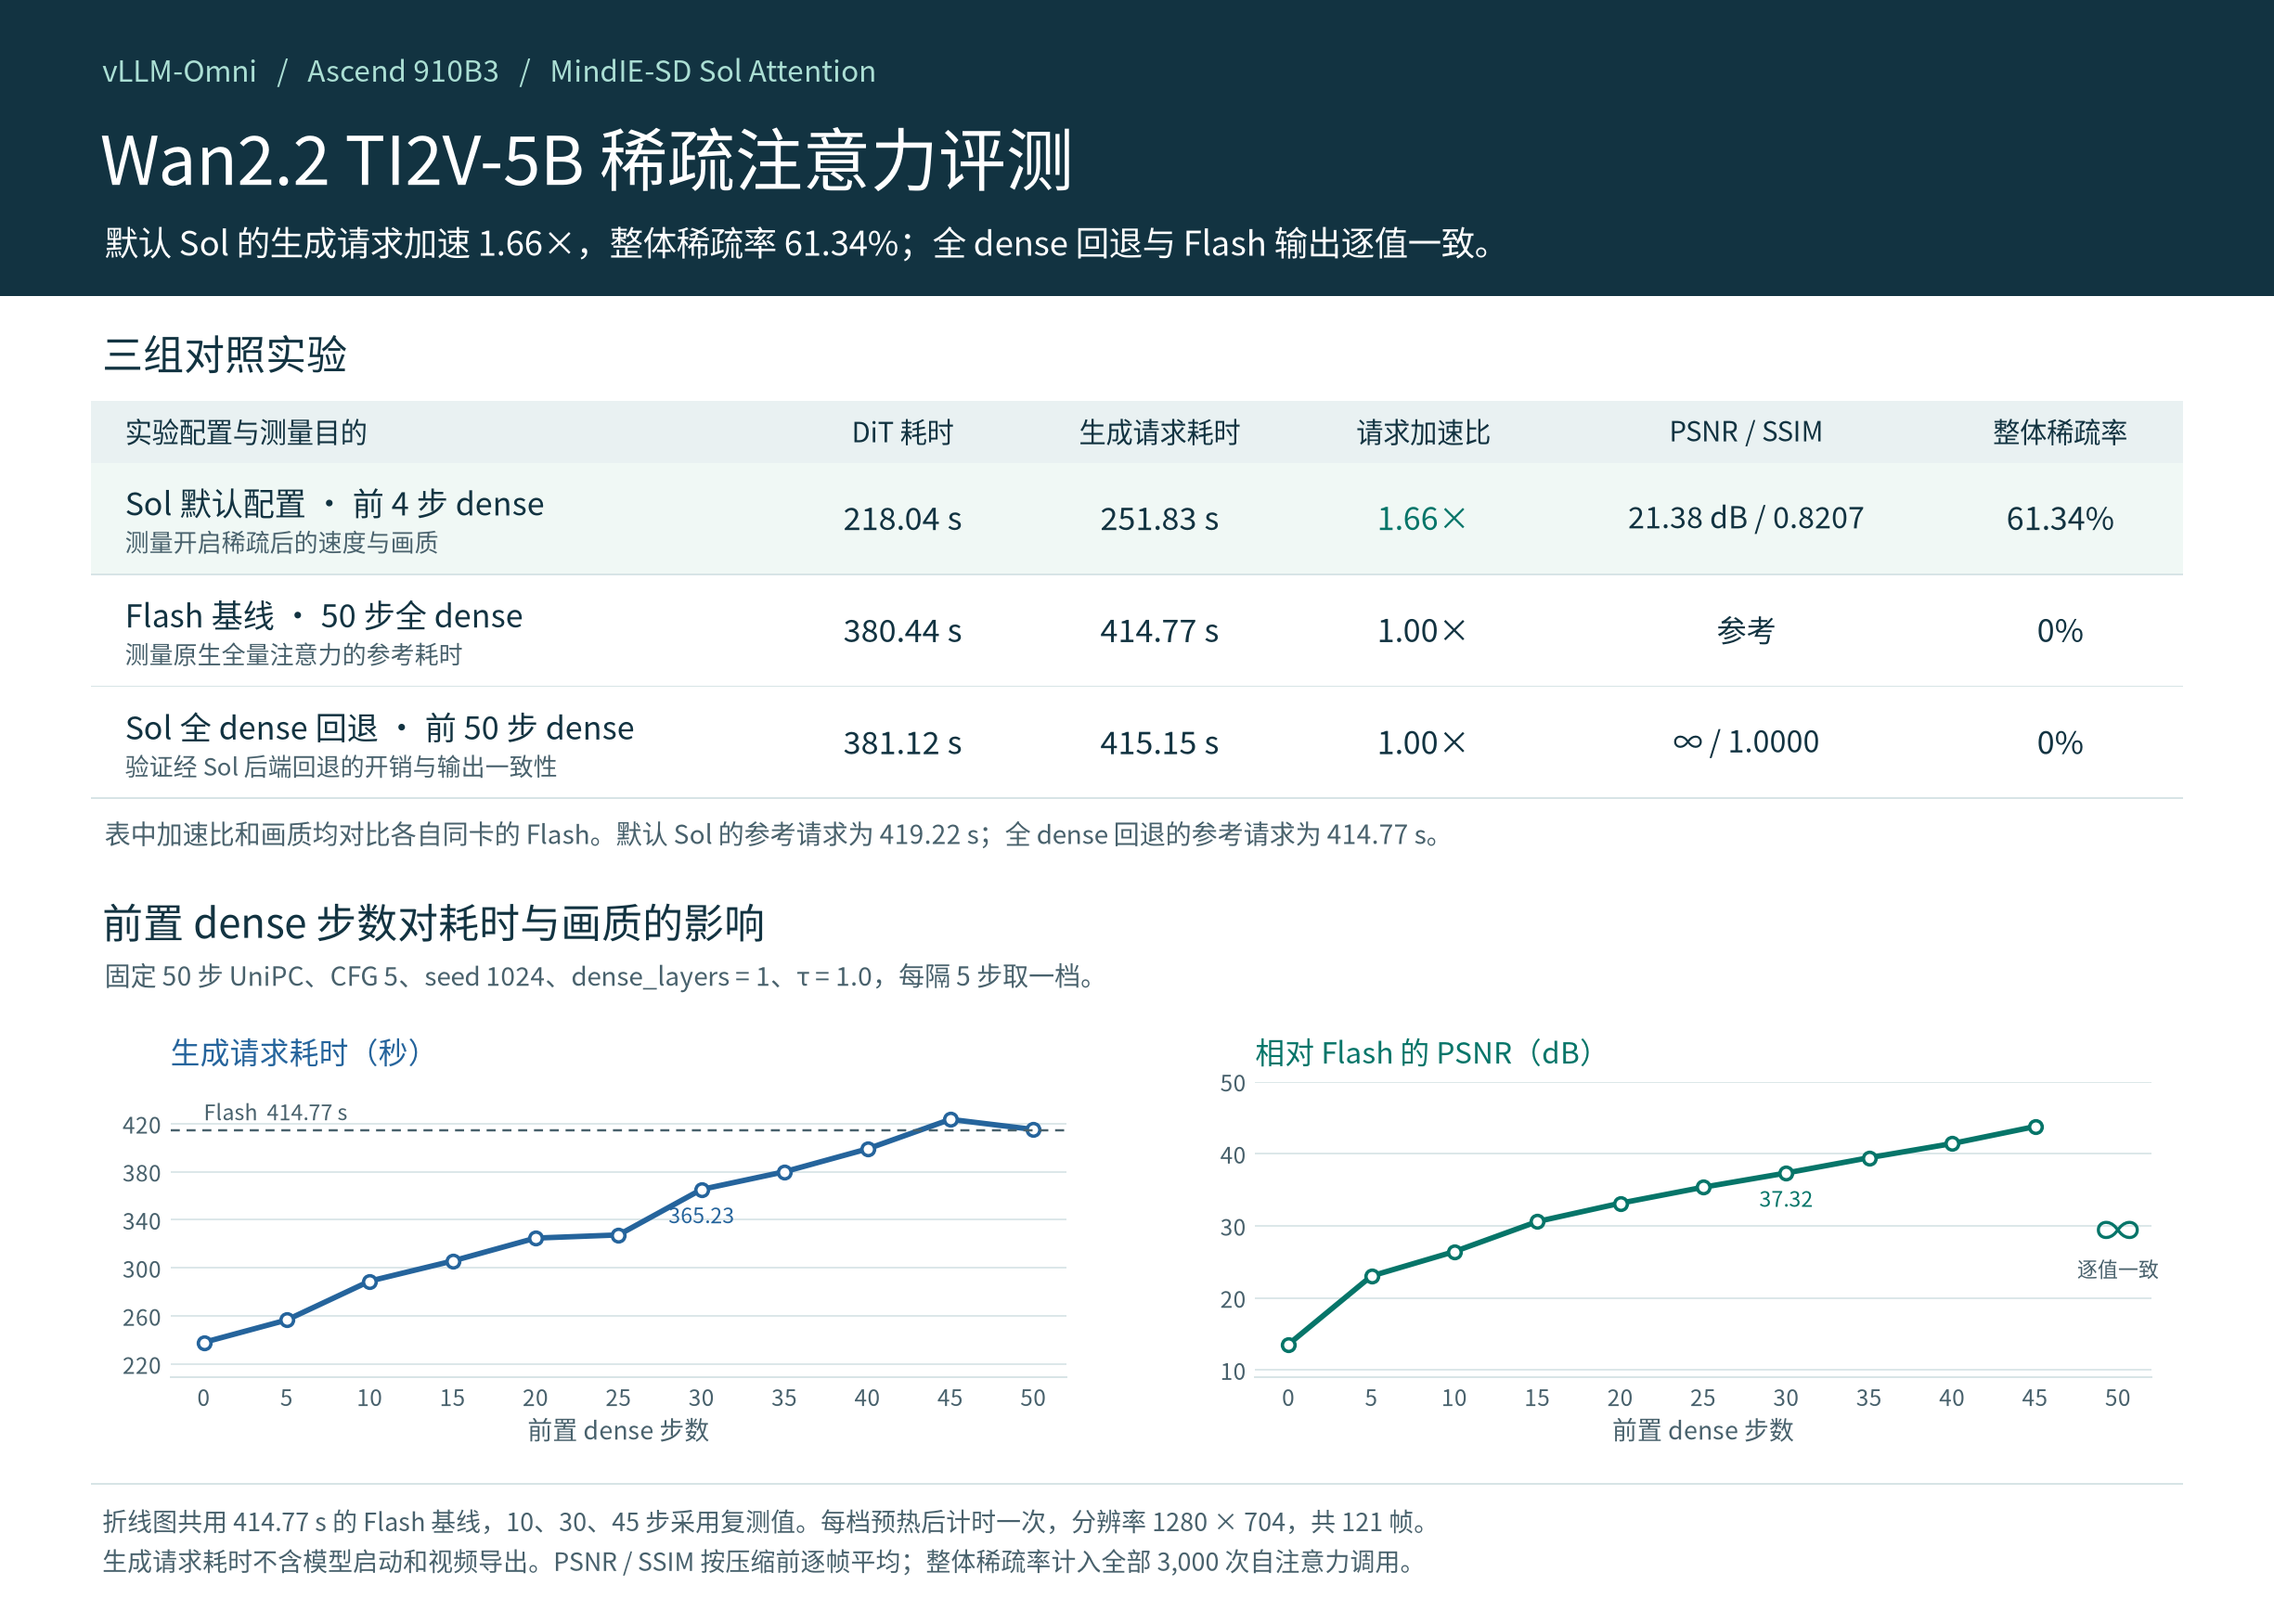 vLLM-Omni / Ascend 910B3 / MindIE-SD Sol Attention
Wan2.2 TI2V-5B 稀疏注意力评测
默认 Sol 的生成请求加速 1.66×，整体稀疏率 61.34%；全 dense 回退与 Flash 输出逐值一致。
三组对照实验
实验配置与测量目的 DiT 耗时 生成请求耗时 请求加速比 PSNR / SSIM 整体稀疏率
Sol 默认配置 · 前 4 步 dense 218.04 s 251.83 s 1.66× 21.38 dB / 0.8207 61.34%
测量开启稀疏后的速度与画质
Flash 基线 · 50 步全 dense 380.44 s 414.77 s 1.00× 参考 0%
测量原生全量注意力的参考耗时
Sol 全 dense 回退 · 前 50 步 dense 381.12 s 415.15 s 1.00× ∞ / 1.0000 0%
验证经 Sol 后端回退的开销与输出一致性
表中加速比和画质均对比各自同卡的 Flash。默认 Sol 的参考请求为 419.22 s；全 dense 回退的参考请求为 414.77 s。
前置 dense 步数对耗时与画质的影响
固定 50 步 UniPC、CFG 5、seed 1024、dense_layers = 1、τ = 1.0，每隔 5 步取一档。
生成请求耗时（秒）
Flash 414.77 s
420
380
340
300
260
220
365.23
0 5 10 15 20 25 30 35 40 45 50
前置 dense 步数
相对 Flash 的 PSNR（dB）
50
40
30
20
10
37.32
∞
逐值一致
0 5 10 15 20 25 30 35 40 45 50
前置 dense 步数
折线图共用 414.77 s 的 Flash 基线，10、30、45 步采用复测值。每档预热后计时一次，分辨率 1280 × 704，共 121 帧。
生成请求耗时不含模型启动和视频导出。PSNR / SSIM 按压缩前逐帧平均；整体稀疏率计入全部 3,000 次自注意力调用。